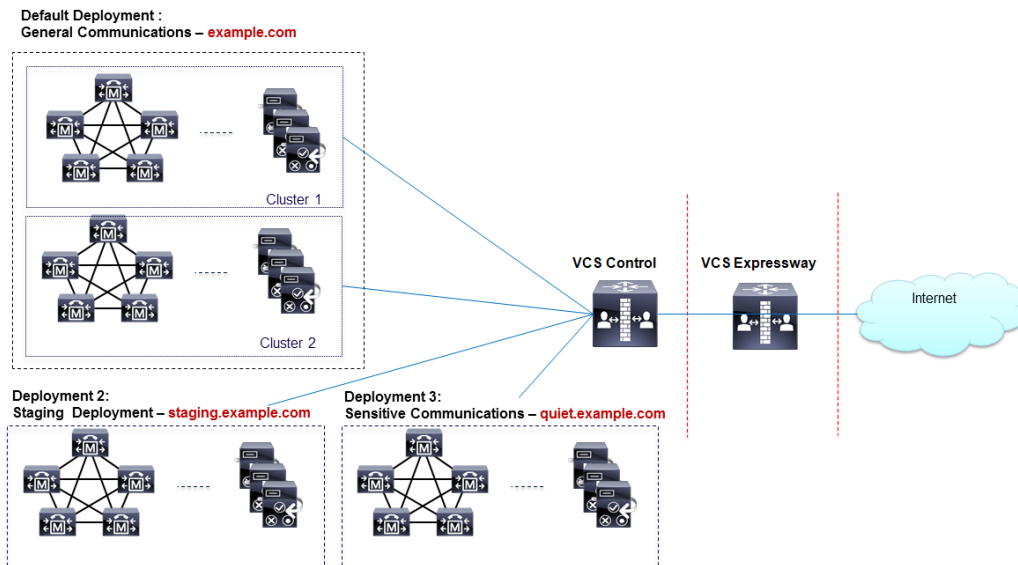 Default Deployment :
General Communications – example.com
M
M
M
M
M
Cluster 1
M
M
M
M
M
Cluster 2
VCS Control
VCS Expressway
Internet
Deployment 2:
Staging Deployment – staging.example.com
M
M
M
M
M
Deployment 3:
Sensitive Communications – quiet.example.com
M
M
M
M
M